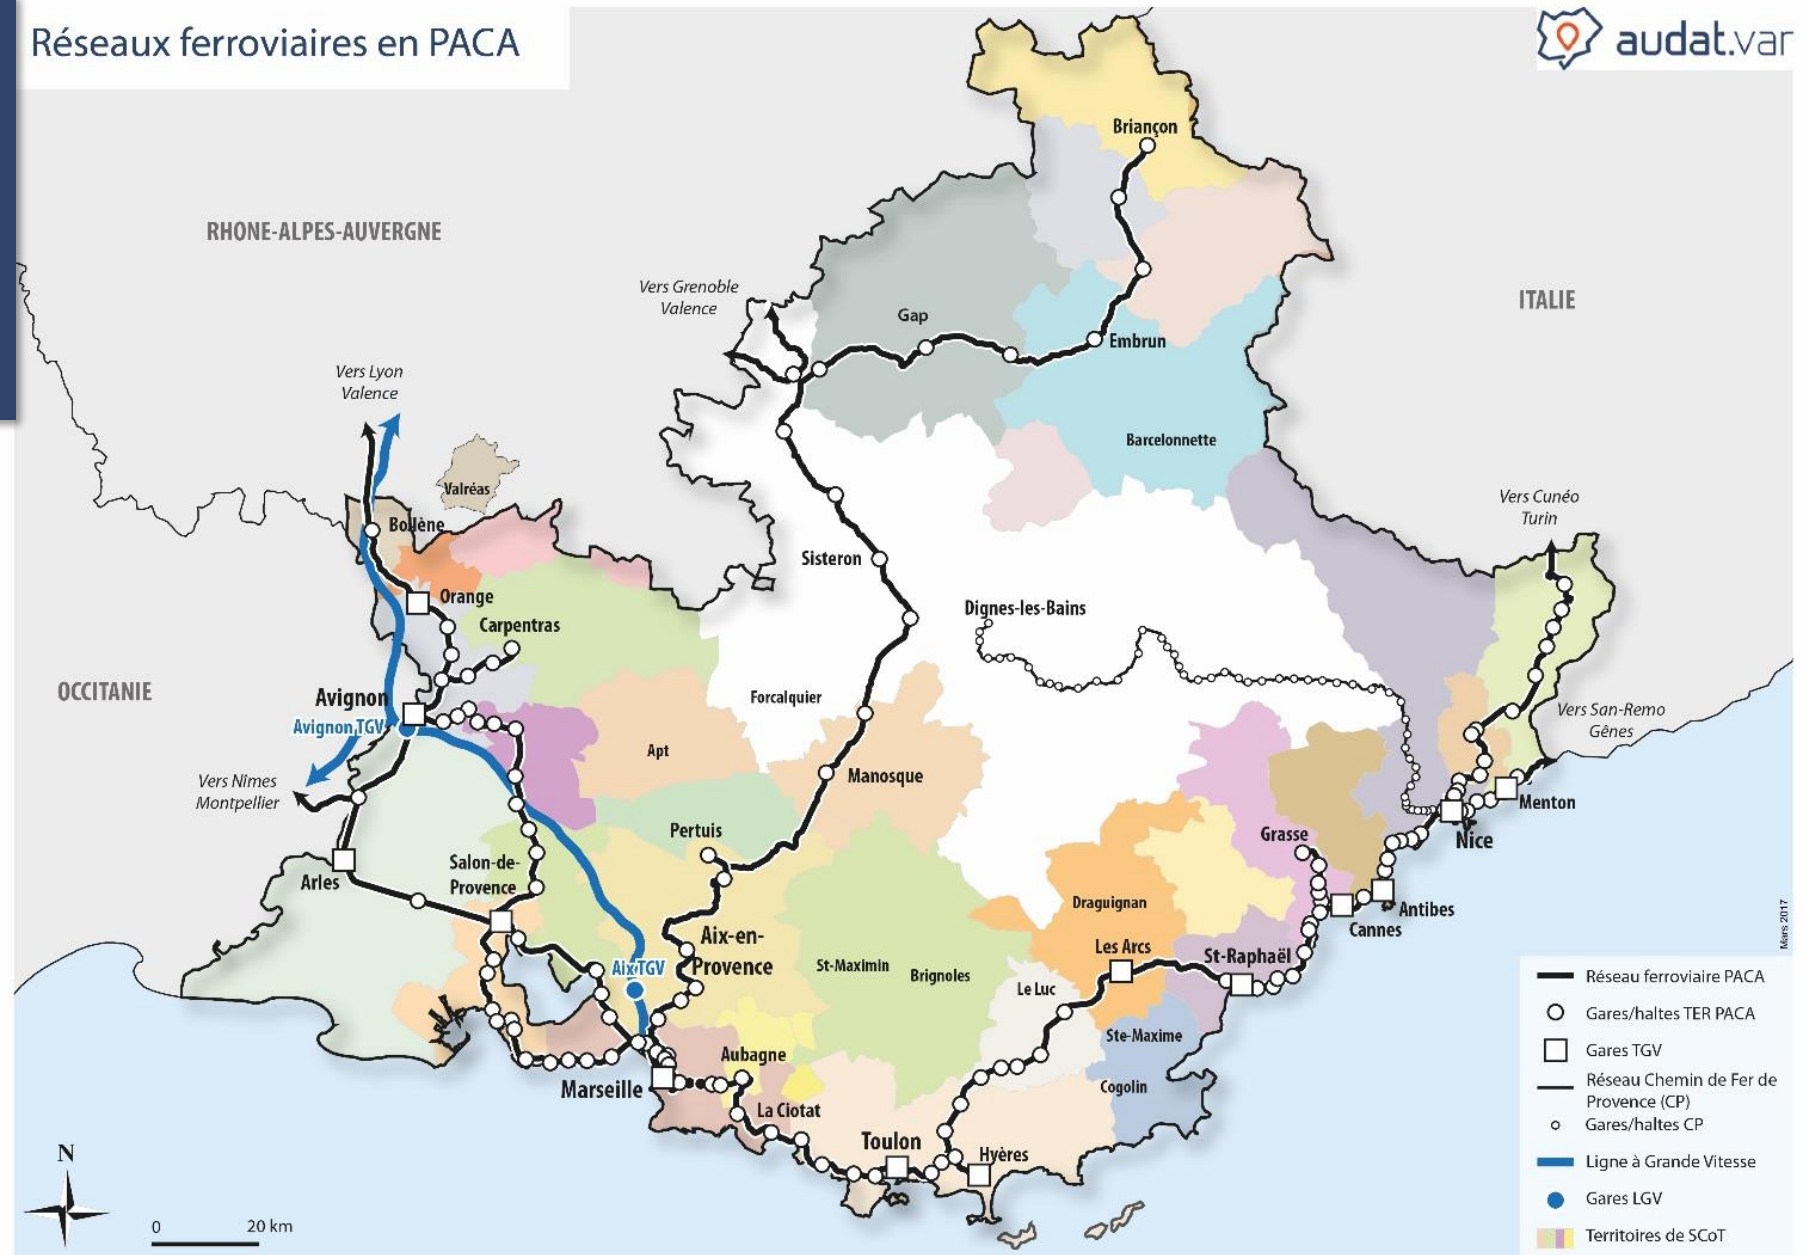 Réseaux ferroviaires en PACA
audat.var
Briançon
RHONE-ALPES-AUVERGNE
Vers Grenoble
Valence
ITALIE
Gap
Embrun
Vers Lyon
Valence
Barcelonnette
Valréas
Vers Cunéo
Turin
Bollène
Sisteron
Orange
Dignes-les-Bains
Carpentras
OCCITANIE
Avignon
Forcalquier
Vers San-Remo
Gênes
Avignon TGV
Apt
Vers Nîmes
Montpellier
Manosque
Menton
Pertuis
Grasse
Nice
Salon-de-
Provence
Arles
Draguignan
Antibes
Cannes
Mars 2017
Aix-en-
Provence
Les Arcs
St-Raphaël
Aix TGV
St-Maximin
Brignoles
Le Luc
Ste-Maxime
Aubagne
Marseille
Cogolin
La Ciotat
Toulon
Hyères
N
0
20 km
Réseau ferroviaire PACA
Gares/haltes TER PACA
Gares TGV
Réseau Chemin de Fer de
Provence (CP)
Gares/haltes CP
Ligne à Grande Vitesse
Gares LGV
Territoires de SCoT